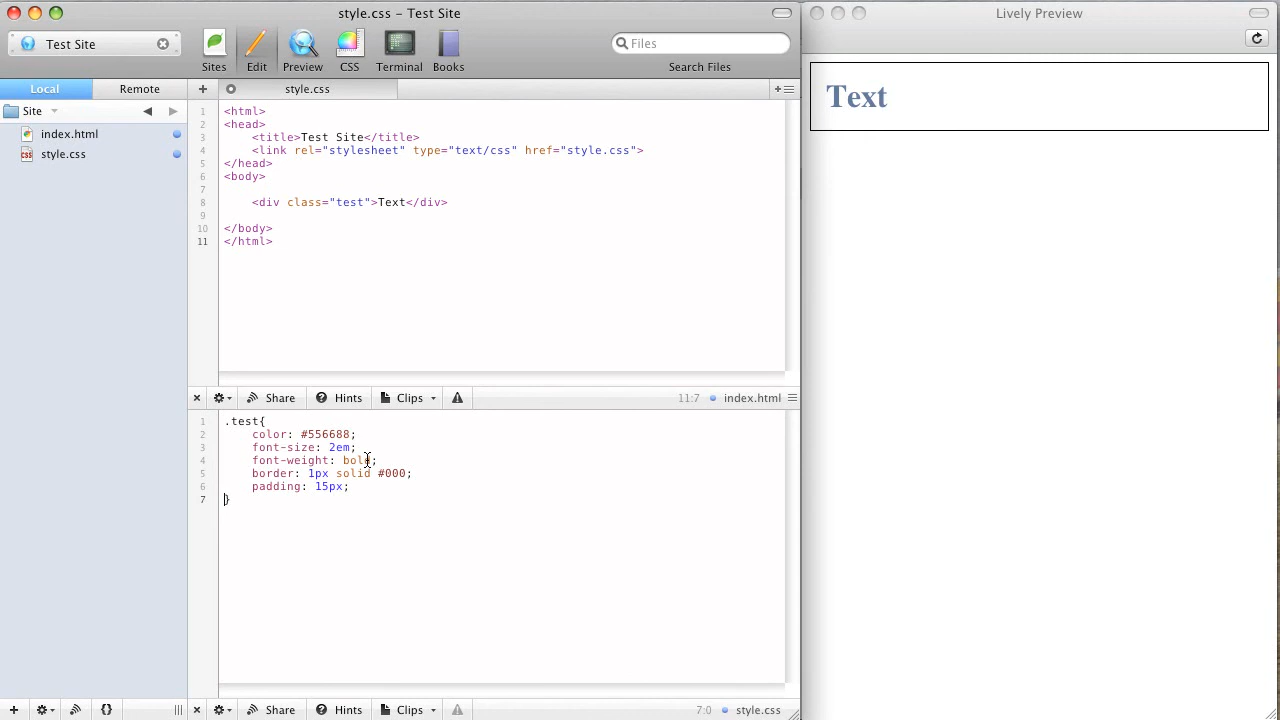 style.css – Test Site
Test Site
Sites
Edit
Preview
CSS
Terminal
Books
Files
Search Files
Local
Remote
Site
index.html
css style.css
+
style.css
1 <html>
2 <head>
3 <title>Test Site</title>
4 <link rel="stylesheet" type="text/css" href="style.css">
5 </head>
6 <body>
7
8 <div class="test">Text</div>
9
10 </body>
11 </html>
Share
Hints
Clips
11:7
index.html
1 .test{
2 color: #556688;
3 font-size: 2em;
4 font-weight: bold;
5 border: 1px solid #000;
6 padding: 15px;
7 }
Share
Hints
Clips
7:0
style.css
Lively Preview
Text